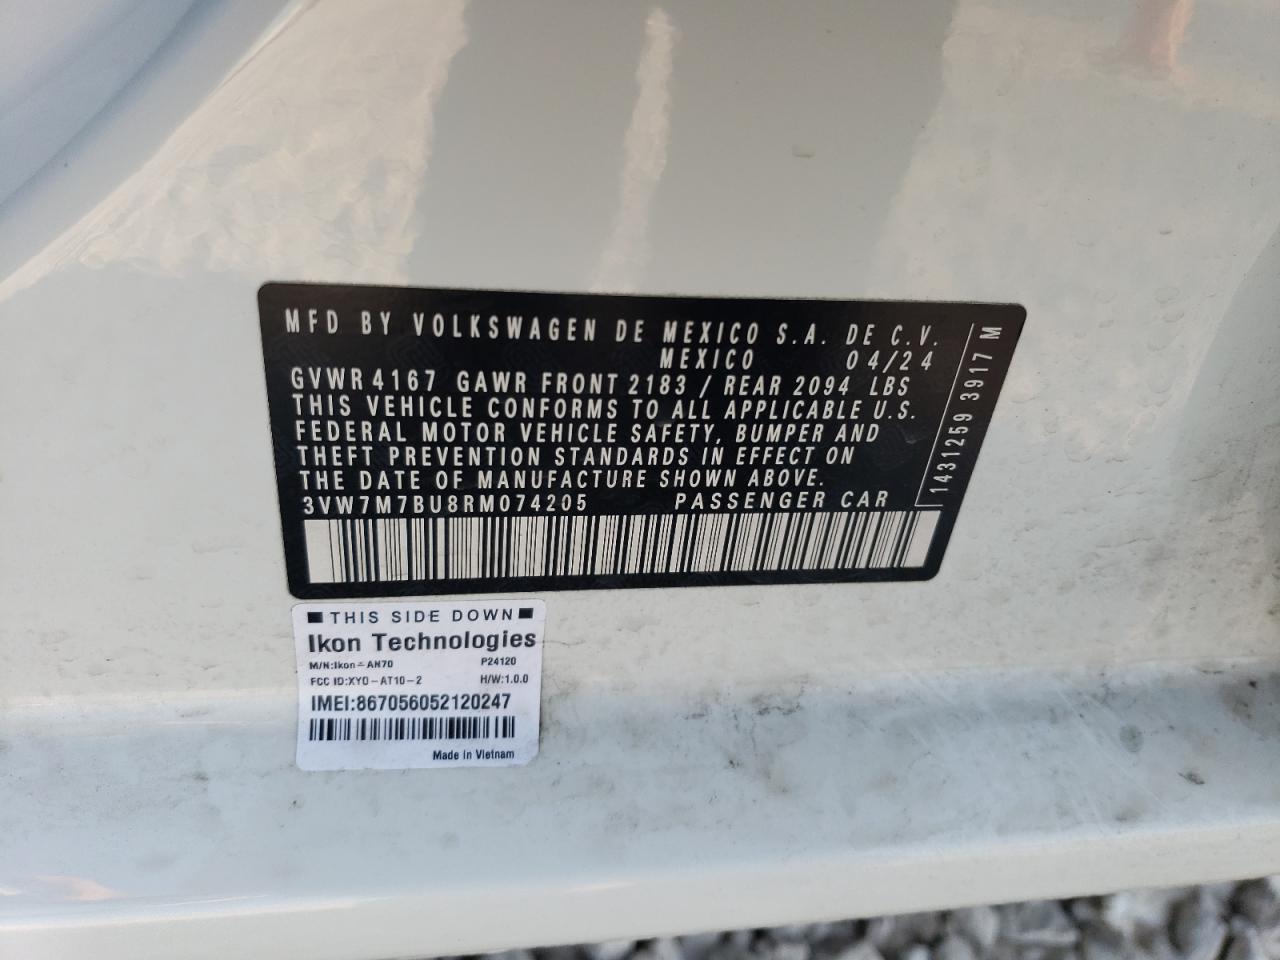 MFD BY VOLKSWAGEN DE MEXICO S.A. DE C.V.
MEXICO 04/24
GVWR 4167 GAWR FRONT 2183 / REAR 2094 LBS
THIS VEHICLE CONFORMS TO ALL APPLICABLE U.S.
FEDERAL MOTOR VEHICLE SAFETY, BUMPER AND
THEFT PREVENTION STANDARDS IN EFFECT ON
THE DATE OF MANUFACTURE SHOWN ABOVE.
3VW7M7BU8RM074205 PASSENGER CAR
1431259 3917 M
THIS SIDE DOWN
Ikon Technologies
M/N:Ikon-AN70 P24120
FCC ID:XYO-AT10-2 H/W:1.0.0
IMEI:867056052120247
Made in Vietnam